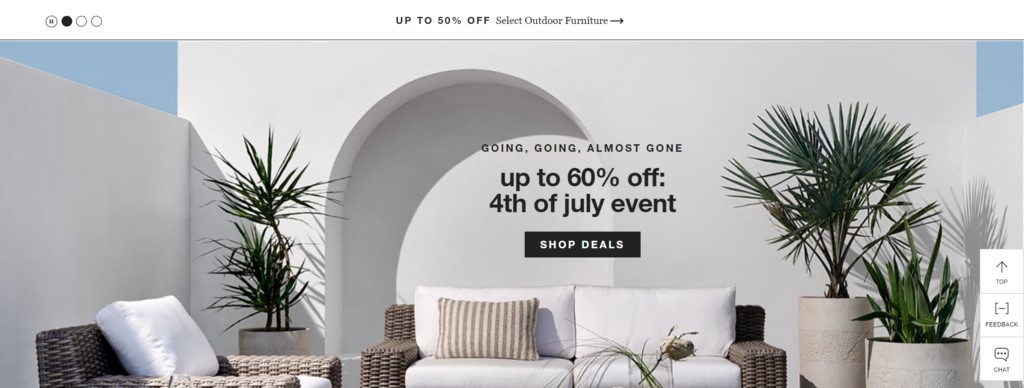 UP TO 50% OFF Select Outdoor Furniture
GOING, GOING, ALMOST GONE
up to 60% off:
4th of july event
SHOP DEALS
TOP
FEEDBACK
CHAT